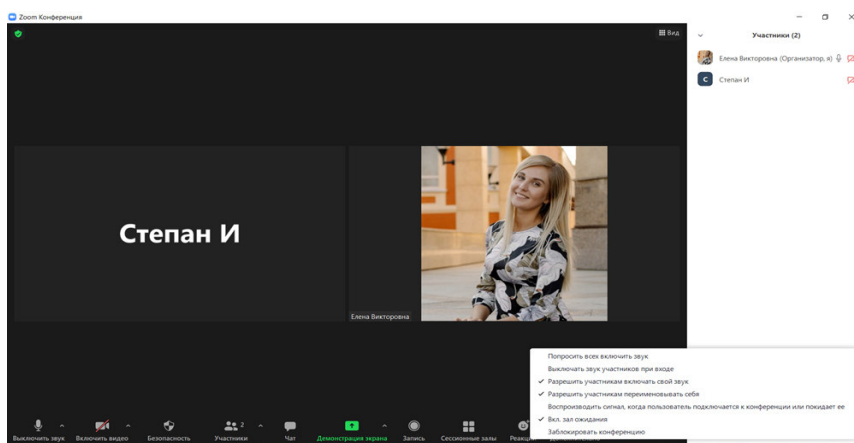 Zoom Конференция
Вид
Участники (2)
Елена Викторовна (Организатор, я)
С Степан И
Степан И
Елена Викторовна
Попросить всех включить звук
Выключать звук участников при входе
Разрешить участникам включать свой звук
Разрешить участникам переименовывать себя
Воспроизводить сигнал, когда пользователь подключается к конференции или покидает ее
Вкл. зал ожидания
Заблокировать конференцию
2
Выключить звук Включить видео Безопасность Участники Чат Демонстрация экрана Запись Сессионные залы